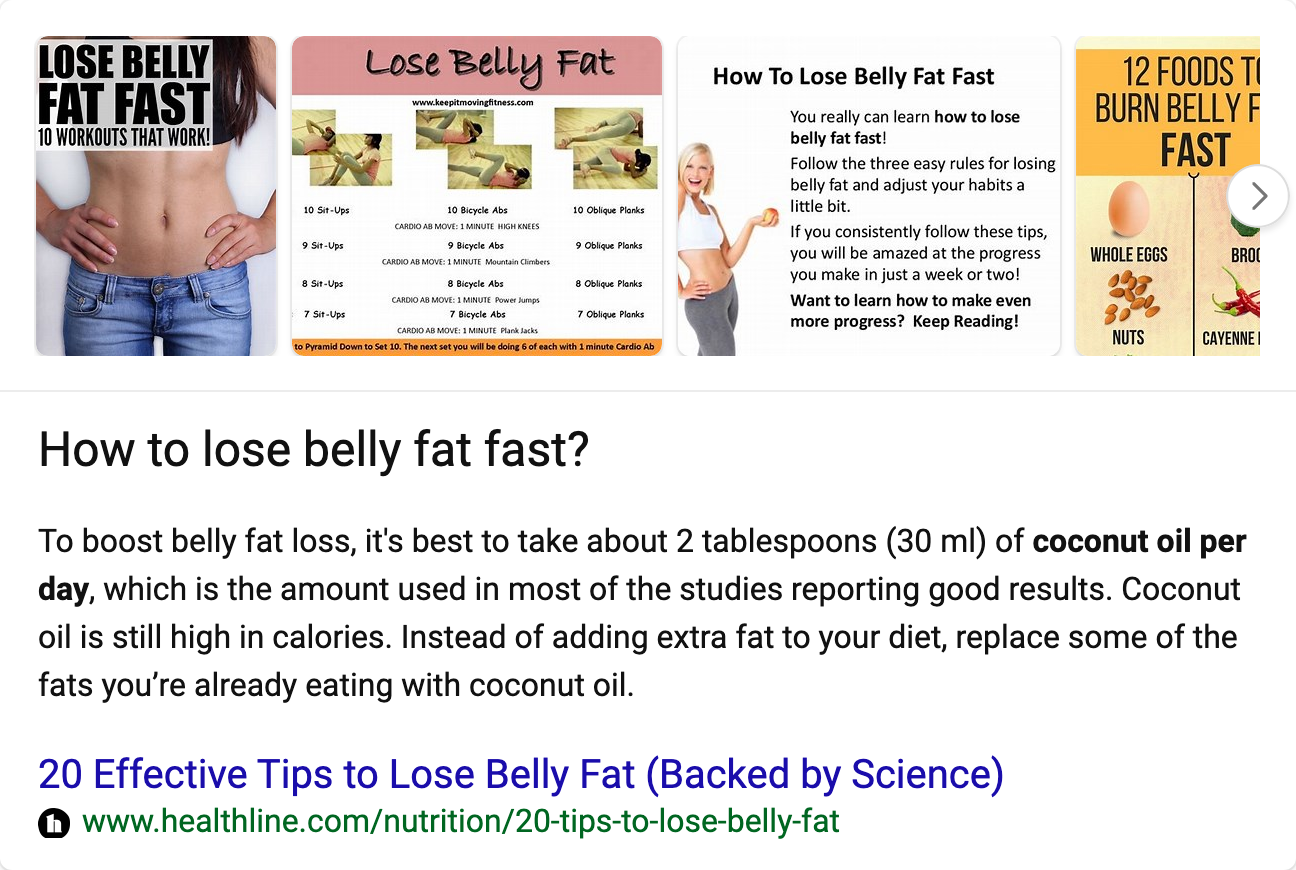 LOSE BELLY
FAT FAST
10 WORKOUTS THAT WORK!
Lose Belly Fat
www.keepitmovingfitness.com
10 Sit-Ups
10 Bicycle Abs
10 Oblique Planks
CARDIO AB MOVE: 1 MINUTE HIGH KNEES
9 Sit-Ups
9 Bicycle Abs
9 Oblique Planks
CARDIO AB MOVE: 1 MINUTE Mountain Climbers
8 Sit-Ups
8 Bicycle Abs
8 Oblique Planks
CARDIO AB MOVE: 1 MINUTE Power Jumps
7 Sit-Ups
7 Bicycle Abs
7 Oblique Planks
CARDIO AB MOVE: 1 MINUTE Plank Jacks
to Pyramid Down to Set 10. The next set you will be doing 6 of each with 1 minute Cardio Ab
How To Lose Belly Fat Fast
You really can learn how to lose
belly fat fast!
Follow the three easy rules for losing
belly fat and adjust your habits a
little bit.
If you consistently follow these tips,
you will be amazed at the progress
you make in just a week or two!
Want to learn how to make even
more progress? Keep Reading!
12 FOODS TO
BURN BELLY F
FAST
WHOLE EGGS
BROC
NUTS
CAYENNE
How to lose belly fat fast?
To boost belly fat loss, it's best to take about 2 tablespoons (30 ml) of coconut oil per
day, which is the amount used in most of the studies reporting good results. Coconut
oil is still high in calories. Instead of adding extra fat to your diet, replace some of the
fats you’re already eating with coconut oil.
20 Effective Tips to Lose Belly Fat (Backed by Science)
www.healthline.com/nutrition/20-tips-to-lose-belly-fat